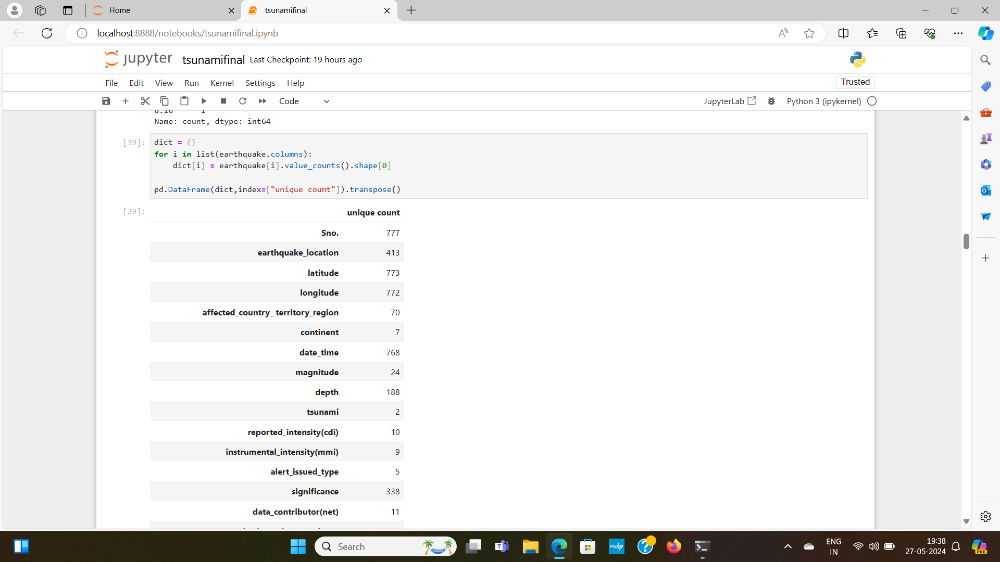 Home
tsunamifinal
localhost:8888/notebooks/tsunamifinal.ipynb
jupyter tsunamifinal Last Checkpoint: 19 hours ago
File Edit View Run Kernel Settings Help
Trusted
Code
JupyterLab
Python 3 (ipykernel)
8.16 1
Name: count, dtype: int64
[39]:
dict = {}
for i in list(earthquake.columns):
dict[i] = earthquake[i].value_counts().shape[0]
pd.DataFrame(dict,index=["unique count"]).transpose()
[39]:
unique count
Sno. 777
earthquake_location 413
latitude 773
longitude 772
affected_country_ territory_region 70
continent 7
date_time 768
magnitude 24
depth 188
tsunami 2
reported_intensity(cdi) 10
instrumental_intensity(mmi) 9
alert_issued_type 5
significance 338
data_contributor(net) 11
Search
myhp
ENG
IN
19:38
27-05-2024
PRE